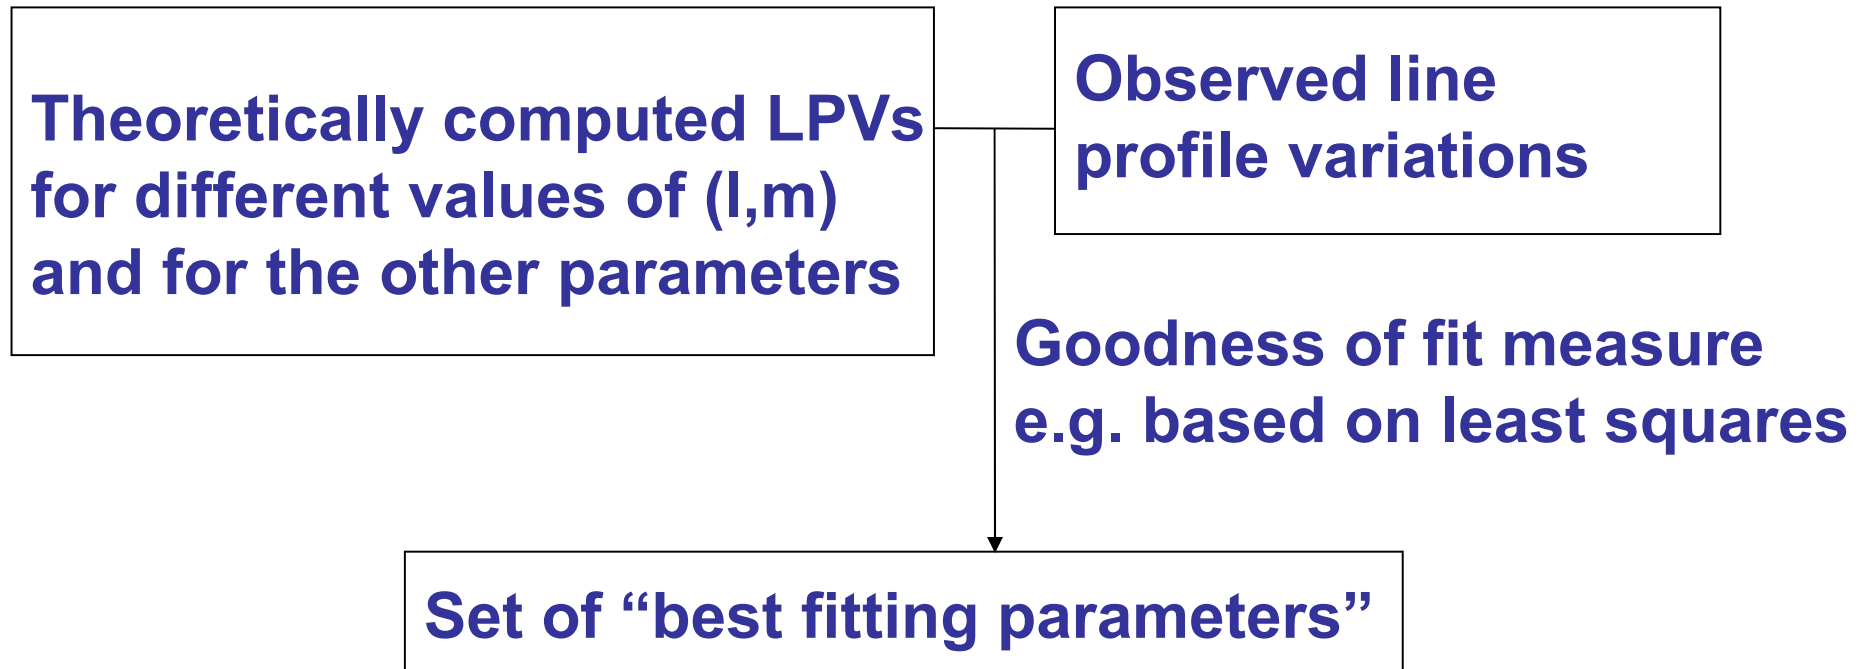 Theoretically computed LPVs
for different values of (l,m)
and for the other parameters
Observed line
profile variations
Goodness of fit measure
e.g. based on least squares
Set of “best fitting parameters”